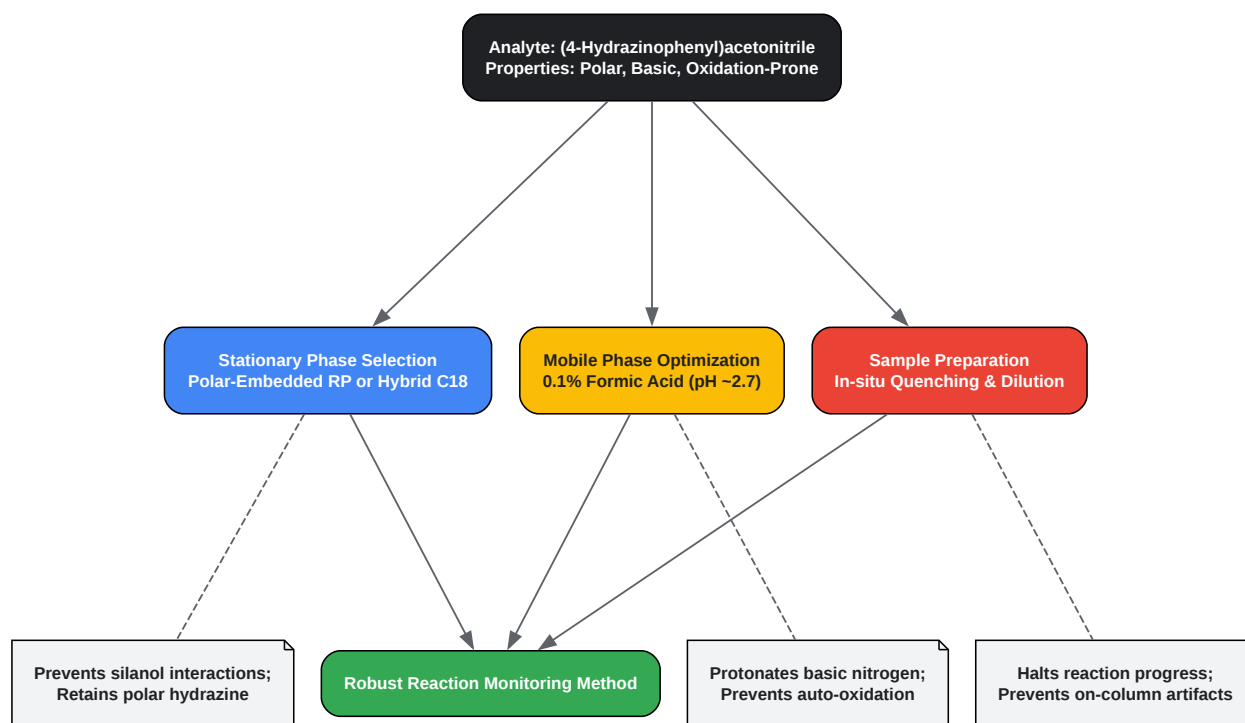 Analyte: (4-Hydrazinophenyl)acetonitrile
Properties: Polar, Basic, Oxidation-Prone
Stationary Phase Selection
Polar-Embedded RP or Hybrid C18
Mobile Phase Optimization
0.1% Formic Acid (pH ~2.7)
Sample Preparation
In-situ Quenching & Dilution
Prevents silanol interactions;
Retains polar hydrazine
Robust Reaction Monitoring Method
Protonates basic nitrogen;
Prevents auto-oxidation
Halts reaction progress;
Prevents on-column artifacts